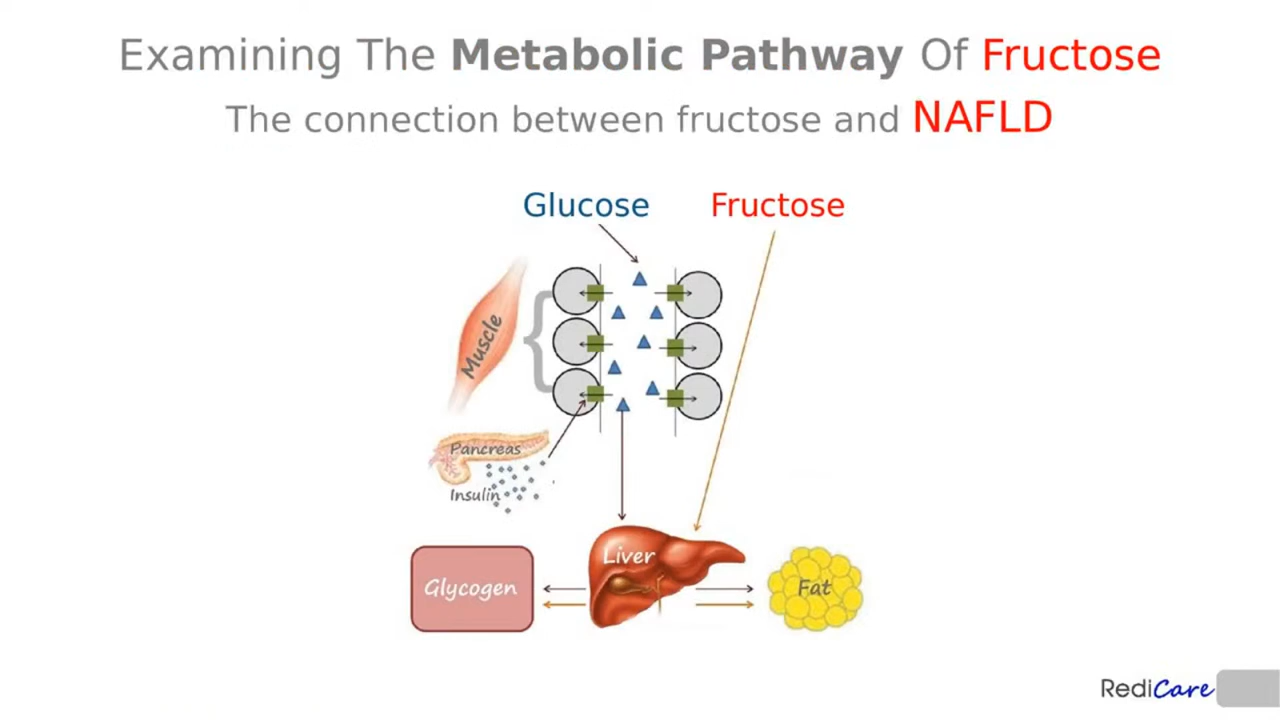 Examining The Metabolic Pathway Of Fructose
The connection between fructose and NAFLD
Glucose
Fructose
Muscle
Pancreas
Insulin
Liver
Glycogen
Fat
RediCare